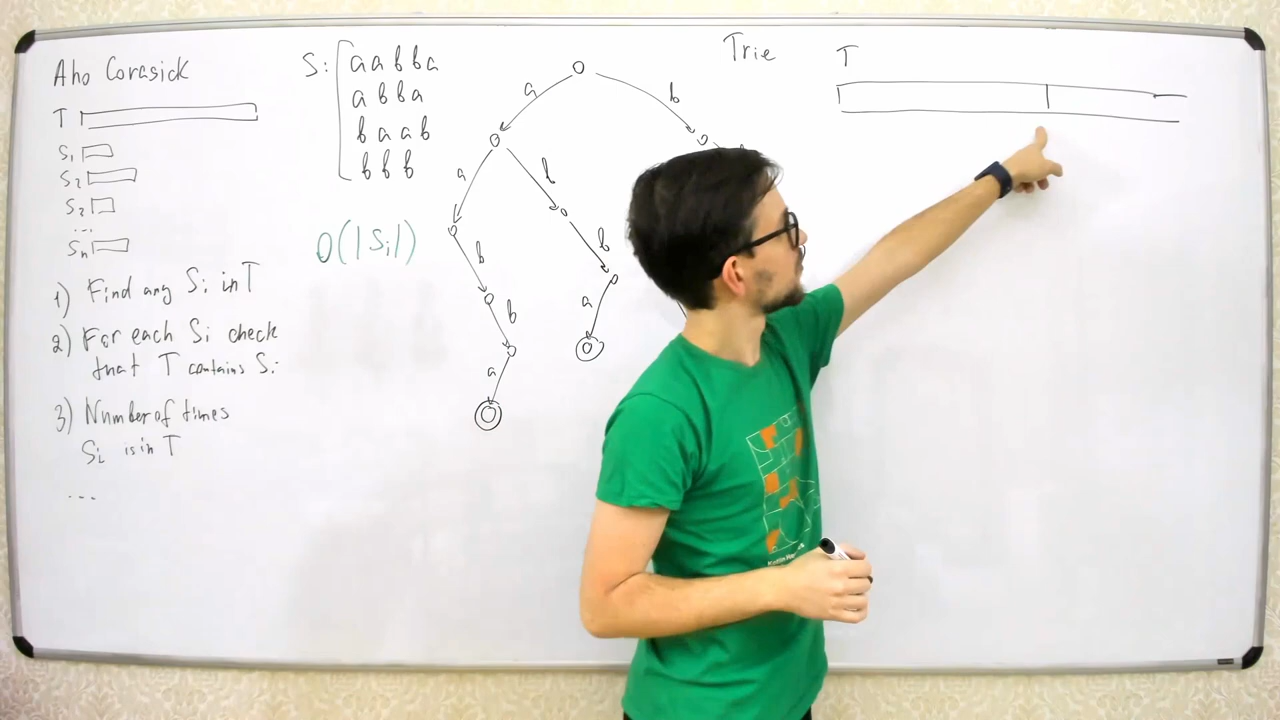 Aho Corasick
T
S1
S2
S2
...
Sn
1) Find any Si in T
2) For each Si check
that T contains Si
3) Number of times
Si is in T
...
S:
aabba
abba
baab
bbb
O(|Si|)
a
b
a
b
b
b
b
a
a
Trie
T